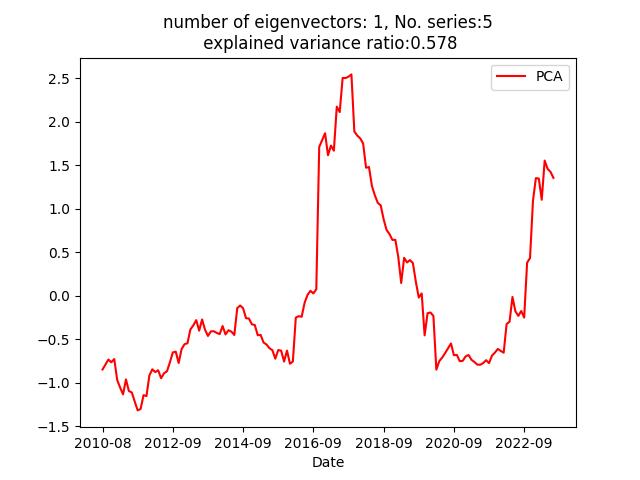 number of eigenvectors: 1, No. series:5
explained variance ratio:0.578
PCA
2.5
2.0
1.5
1.0
0.5
0.0
−0.5
−1.0
−1.5
2010-08 2012-09 2014-09 2016-09 2018-09 2020-09 2022-09
Date